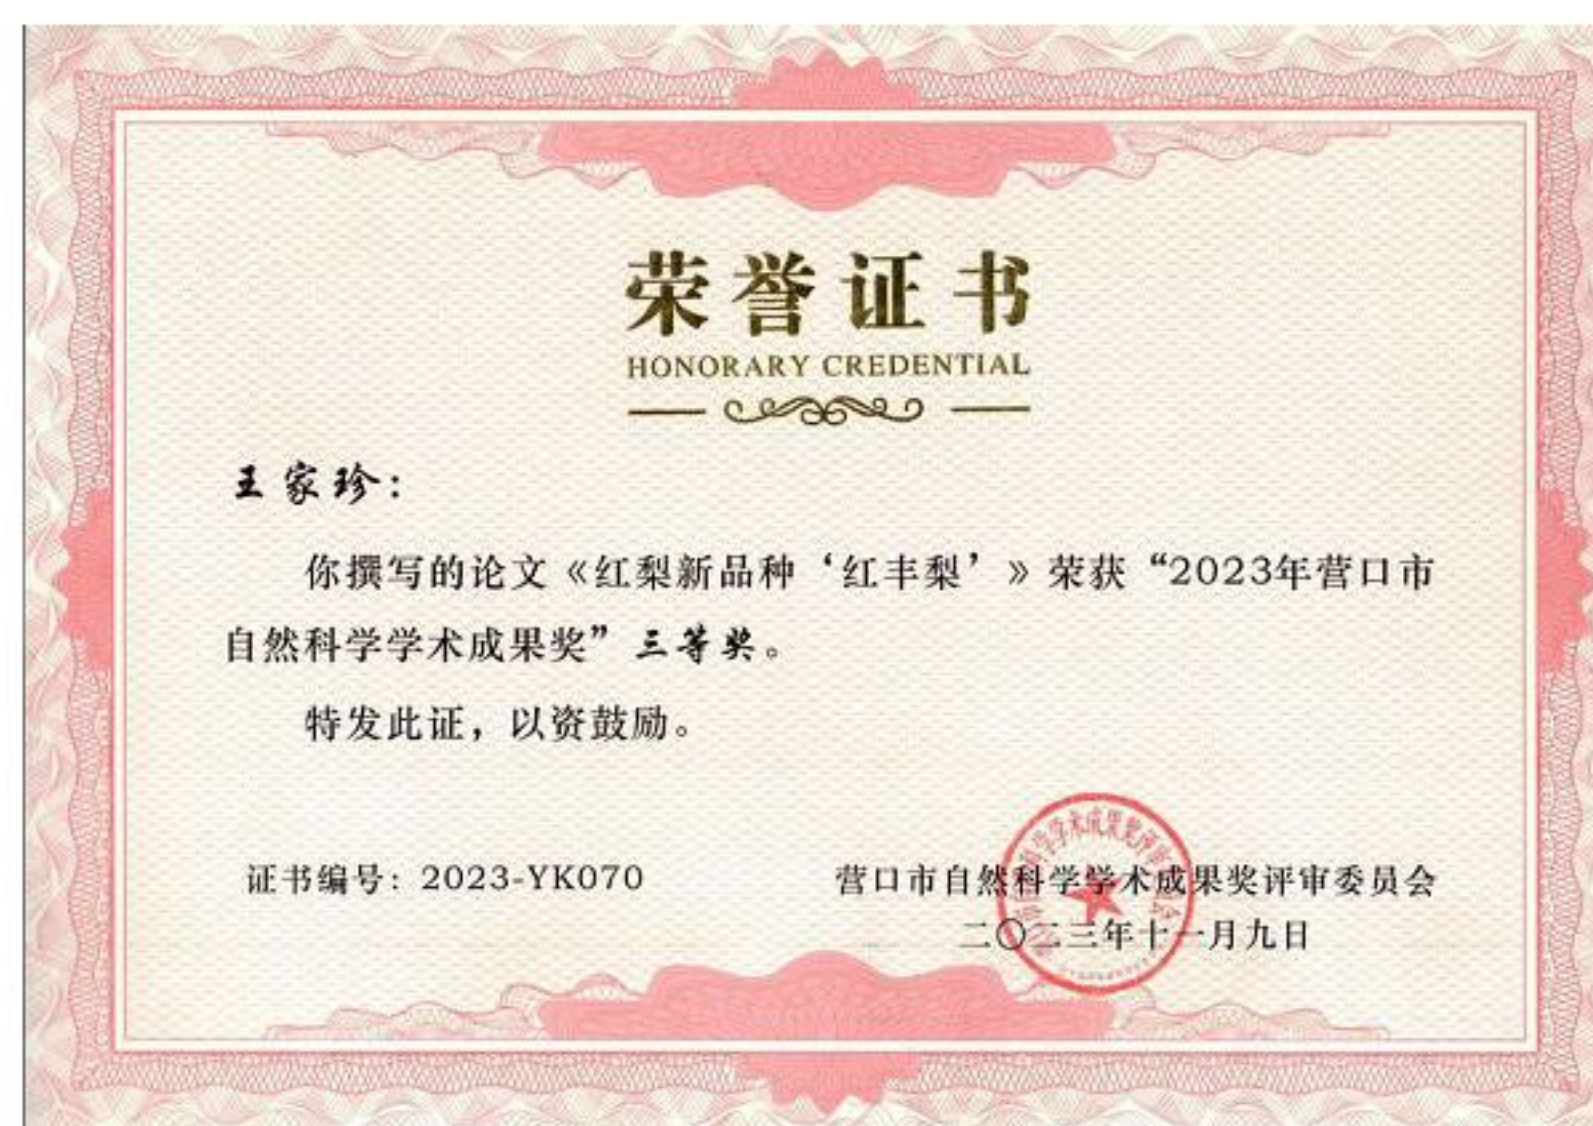 荣誉证书
HONORARY CREDENTIAL
王家珍：
你撰写的论文《红梨新品种‘红丰梨’》荣获“2023年营口市
自然科学学术成果奖”三等奖。
特发此证，以资鼓励。
证书编号：2023-YK070
营口市自然科学学术成果奖评审委员会
二〇二三年十一月九日